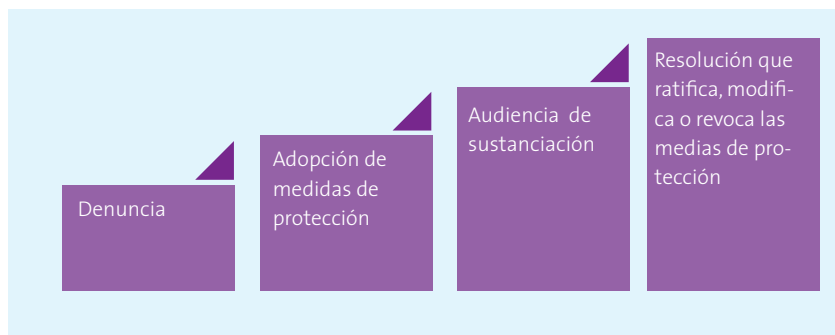 Denuncia
Adopción de
medidas de
protección
Audiencia de
sustanciación
Resolución que
ratifica, modifi-
ca o revoca las
medias de pro-
tección